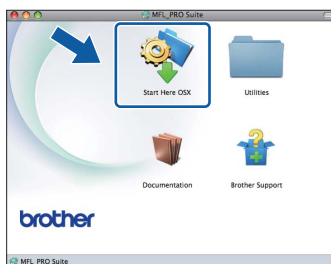 MFL_PRO Suite
Start Here OSX
Utilities
Documentation
Brother Support
brother
MFL_PRO Suite